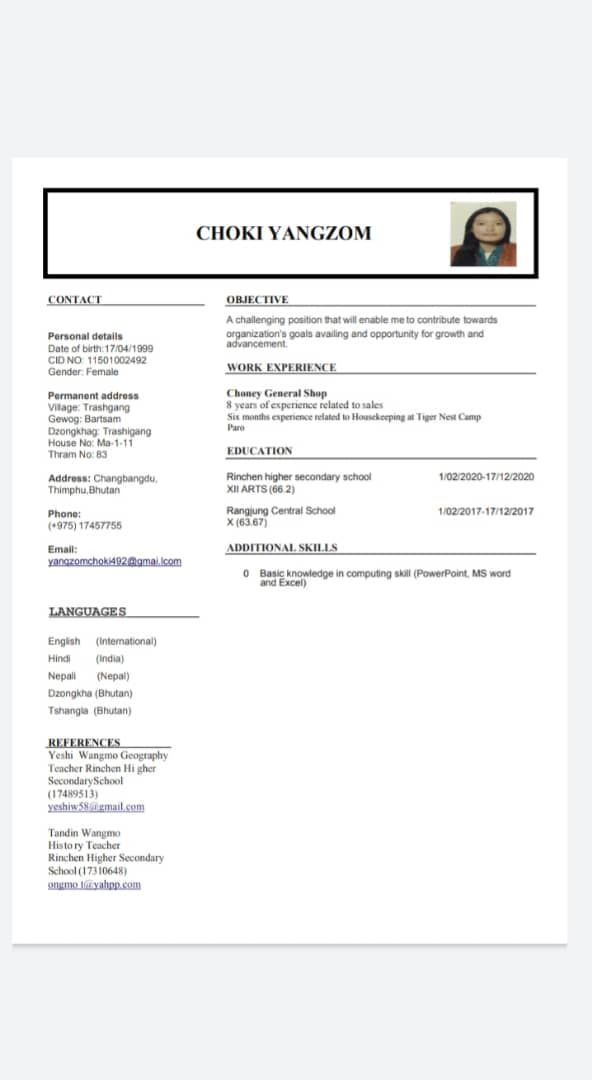 CHOKI YANGZOM
CONTACT
Personal details
Date of birth:17/04/1999
CID NO: 11501002492
Gender: Female
Permanent address
Village: Trashgang
Gewog: Bartsam
Dzongkhag: Trashigang
House No: Ma-1-11
Thram No: 83
Address: Changbangdu,
Thimphu,Bhutan
Phone:
(+975) 17457755
Email:
yangzomchoki492@gmai.lcom
LANGUAGES
English (International)
Hindi (India)
Nepali (Nepal)
Dzongkha (Bhutan)
Tshangla (Bhutan)
REFERENCES
Yeshi Wangmo Geography
Teacher Rinchen Hi gher
SecondarySchool
(17489513)
yeshiw58@gmail.com
Tandin Wangmo
Histo ry Teacher
Rinchen Higher Secondary
School (17310648)
ongmo t@yahpp.com
OBJECTIVE
A challenging position that will enable me to contribute towards
organization's goals availing and opportunity for growth and
advancement.
WORK EXPERIENCE
Choney General Shop
8 years of experience related to sales
Six months experience related to Housekeeping at Tiger Nest Camp
Paro
EDUCATION
Rinchen higher secondary school 1/02/2020-17/12/2020
XII ARTS (66.2)
Rangjung Central School 1/02/2017-17/12/2017
X (63.67)
ADDITIONAL SKILLS
0 Basic knowledge in computing skill (PowerPoint, MS word
and Excel)